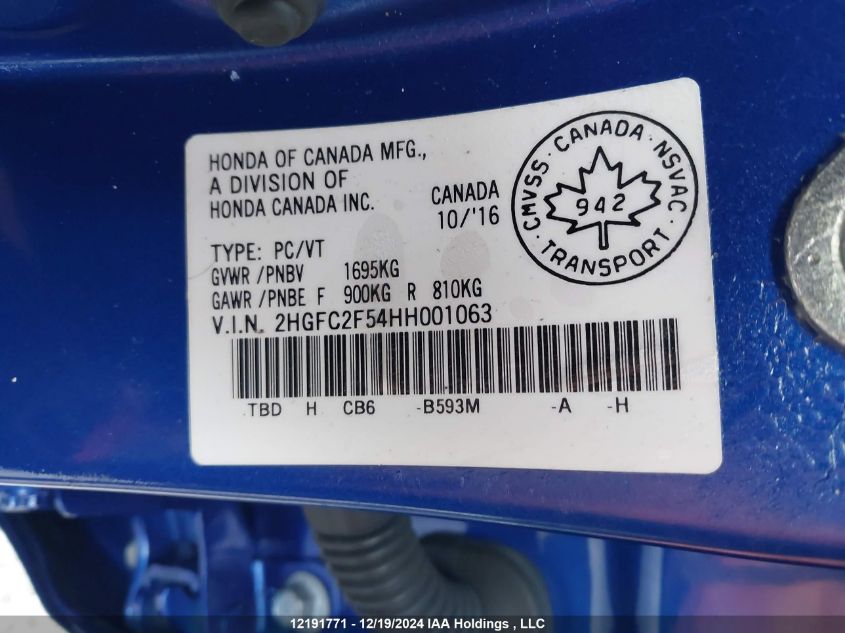 HONDA OF CANADA MFG.,
A DIVISION OF
HONDA CANADA INC.
CANADA
10/'16
CMVSS · CANADA · NSVAC · TRANSPORT ·
942
TYPE: PC/VT
GVWR /PNBV 1695KG
GAWR /PNBE F 900KG R 810KG
V.I.N. 2HGFC2F54HH001063
TBD H CB6 -B593M -A -H
12191771 - 12/19/2024 IAA Holdings , LLC